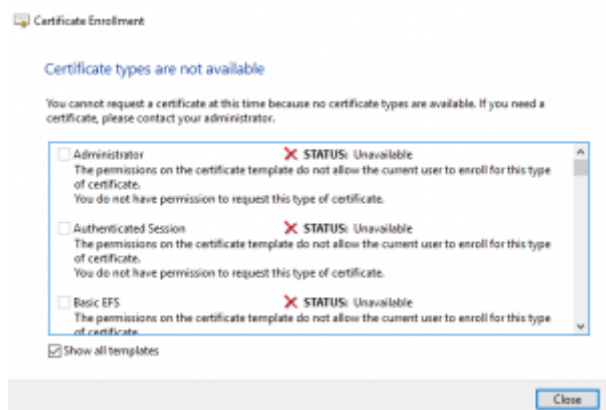 Certificate Enrollment
Certificate types are not available
You cannot request a certificate at this time because no certificate types are available. If you need a
certificate, please contact your administrator.
Administrator STATUS: Unavailable
The permissions on the certificate template do not allow the current user to enroll for this type
of certificate.
You do not have permission to request this type of certificate.
Authenticated Session STATUS: Unavailable
The permissions on the certificate template do not allow the current user to enroll for this type
of certificate.
You do not have permission to request this type of certificate.
Basic EFS STATUS: Unavailable
The permissions on the certificate template do not allow the current user to enroll for this type
of certificate.
Show all templates
Close